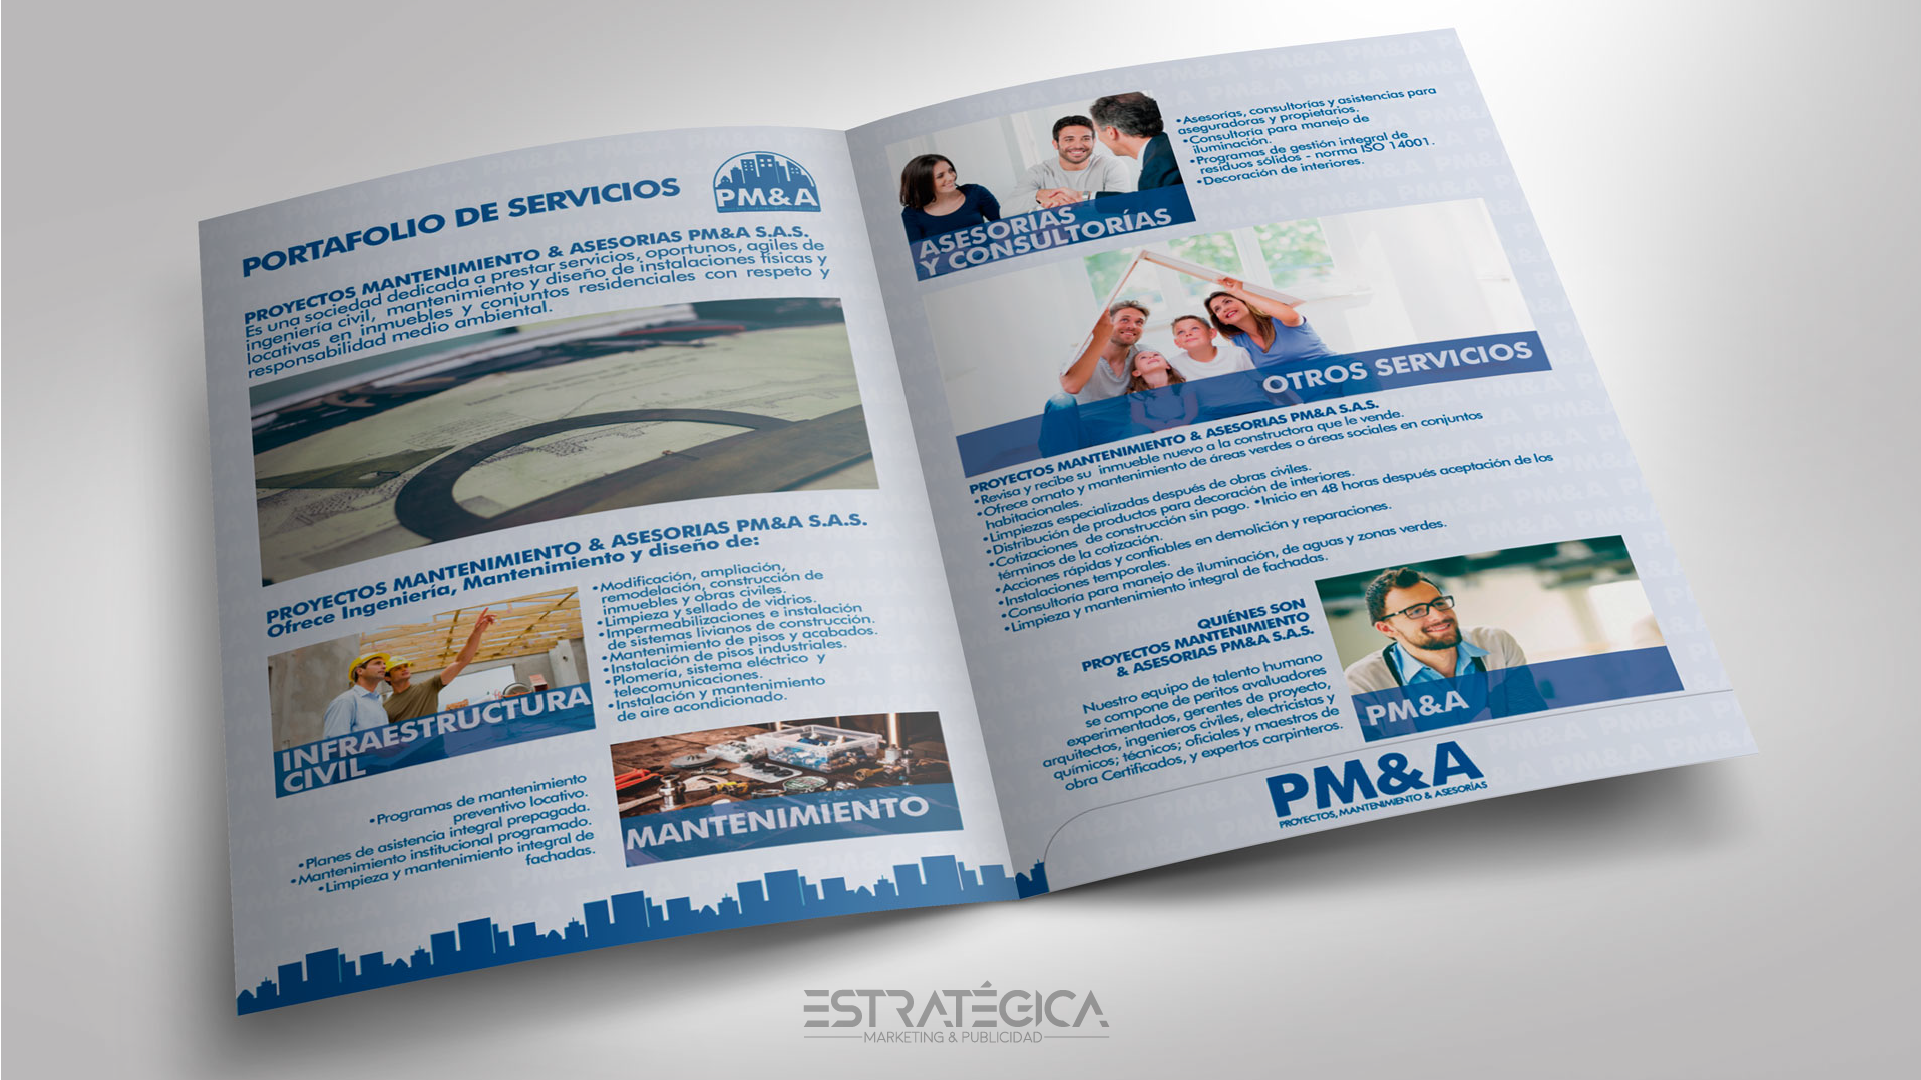 PORTAFOLIO DE SERVICIOS
PM&A
PROYECTOS MANTENIMIENTO & ASESORIAS PM&A S.A.S.
Es una sociedad dedicada a prestar servicios, oportunos, agiles de
ingeniería civil, mantenimiento y diseño de instalaciones físicas y
locativas en inmuebles y conjuntos residenciales con respeto y
responsabilidad medio ambiental.
PROYECTOS MANTENIMIENTO & ASESORIAS PM&A S.A.S.
Ofrece Ingeniería, Mantenimiento y diseño de:
INFRAESTRUCTURA
CIVIL
•Modificación, ampliación,
remodelación, construcción de
inmuebles y obras civiles.
•Limpieza y sellado de vidrios.
•Impermeabilizaciones e instalación
de sistemas livianos de construcción.
•Mantenimiento de pisos y acabados.
•Instalación de pisos industriales.
•Plomería, sistema eléctrico y
telecomunicaciones.
•Instalación y mantenimiento
de aire acondicionado.
•Programas de mantenimiento
preventivo locativo.
•Planes de asistencia integral prepagada.
•Mantenimiento institucional programado.
•Limpieza y mantenimiento integral de
fachadas.
MANTENIMIENTO
ASESORÍAS
Y CONSULTORÍAS
•Asesorías, consultorías y asistencias para
aseguradoras y propietarios.
•Consultoría para manejo de
iluminación.
•Programas de gestión integral de
residuos sólidos - norma ISO 14001.
•Decoración de interiores.
OTROS SERVICIOS
PROYECTOS MANTENIMIENTO & ASESORIAS PM&A S.A.S.
•Revisa y recibe su inmueble nuevo a la constructora que le vende.
•Ofrece ornato y mantenimiento de áreas verdes o áreas sociales en conjuntos
habitacionales.
•Limpiezas especializadas después de obras civiles.
•Distribución de productos para decoración de interiores.
•Cotizaciones de construcción sin pago. •Inicio en 48 horas después aceptación de los
términos de la cotización.
•Acciones rápidas y confiables en demolición y reparaciones.
•Instalaciones temporales.
•Consultoría para manejo de iluminación, de aguas y zonas verdes.
•Limpieza y mantenimiento integral de fachadas.
QUIÉNES SON
PROYECTOS MANTENIMIENTO
& ASESORIAS PM&A S.A.S.
Nuestro equipo de talento humano
se compone de peritos avaluadores
experimentados, gerentes de proyecto,
arquitectos, ingenieros civiles, electricistas y
químicos; técnicos; oficiales y maestros de
obra Certificados, y expertos carpinteros.
PM&A
PM&A
PROYECTOS, MANTENIMIENTO & ASESORÍAS
ESTRATÉGICA
MARKETING & PUBLICIDAD